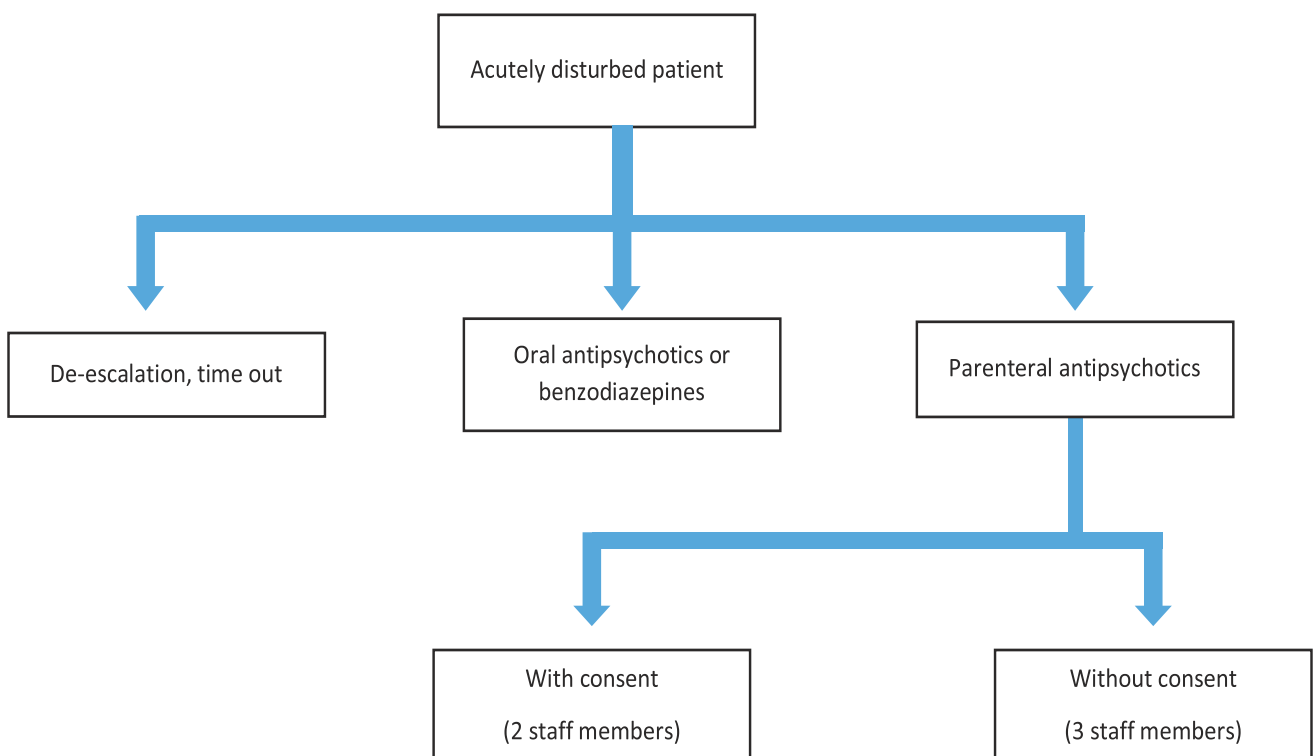 Acutely disturbed patient
De-escalation, time out
Oral antipsychotics or
benzodiazepines
Parenteral antipsychotics
With consent
(2 staff members)
Without consent
(3 staff members)